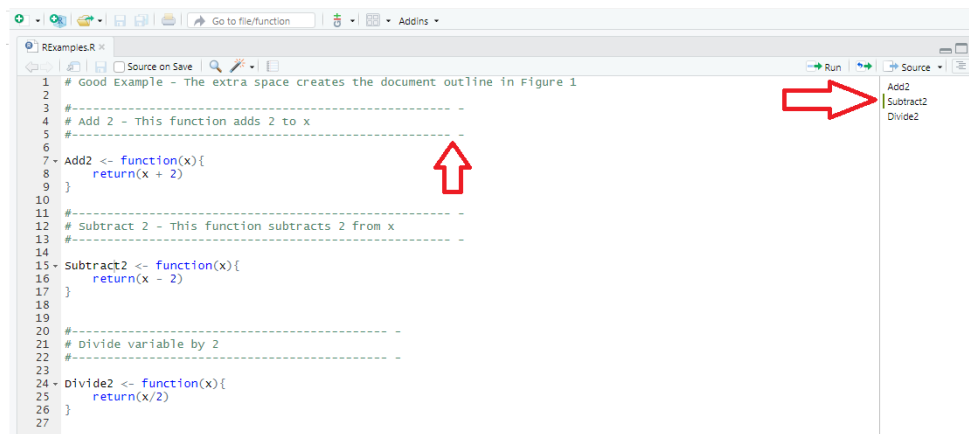 Go to file/function Addins
RExamples.R
Source on Save Run Source
1 # Good Example - The extra space creates the document outline in Figure 1
2
3 #---------------------------------------------------- -
4 # Add 2 - This function adds 2 to x
5 #---------------------------------------------------- -
6
7 Add2 <- function(x){
8 return(x + 2)
9 }
10
11 #---------------------------------------------------- -
12 # Subtract 2 - This function subtracts 2 from x
13 #---------------------------------------------------- -
14
15 Subtract2 <- function(x){
16 return(x - 2)
17 }
18
19
20 #------------------------------------------- -
21 # Divide variable by 2
22 #------------------------------------------- -
23
24 Divide2 <- function(x){
25 return(x/2)
26 }
27
Add2
Subtract2
Divide2